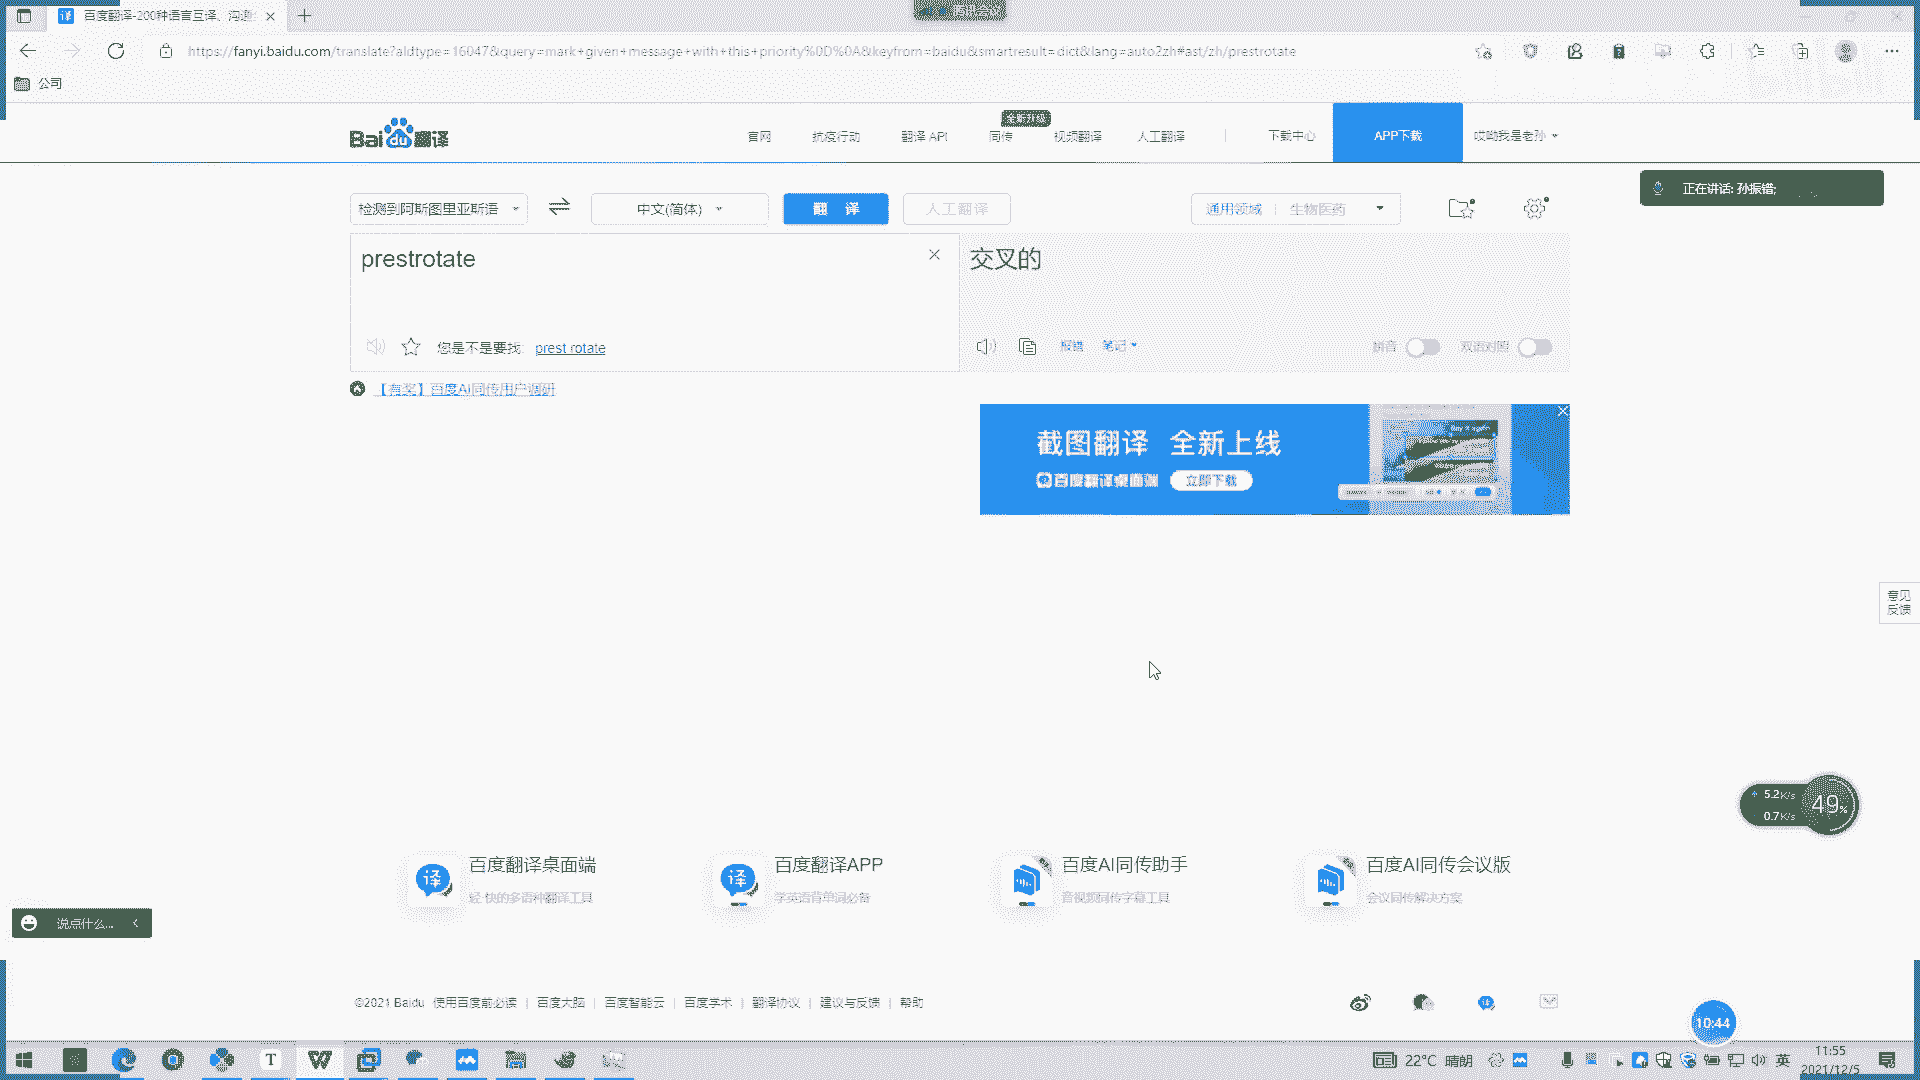 百度翻译-200种语言互译、沟通
https://fanyi.baidu.com/translate?aldtype=16047&query=mark+given+message+with+this+priority%0D%0A&keyfrom=baidu&smartresult=dict&lang=auto2zh#ast/zh/prestrotate
公司
Bai du 翻译
官网
抗疫行动
翻译 API
同传
全新升级
视频翻译
人工翻译
下载中心
APP下载
哎呦我是老孙
正在讲话: 孙振错;
检测到阿斯图里亚斯语
中文(简体)
翻 译
人工翻译
通用领域
生物医药
prestrotate
交叉的
您是不是要找:
prest rotate
报错
笔记
拼音
双语对照
【有奖】百度AI同传用户调研
截图翻译 全新上线
百度翻译桌面端
立即下载
意见
反馈
5.2K/s
0.7K/s
49%
百度翻译桌面端
轻·快的多语种翻译工具
百度翻译APP
学英语背单词必备
百度AI同传助手
音视频同传字幕工具
百度AI同传会议版
会议同传解决方案
说点什么...
©2021 Baidu
使用百度前必读
百度大脑
百度智能云
百度学术
翻译协议
建议与反馈
帮助
10:44
22°C 晴朗
英
11:55
2021/12/5